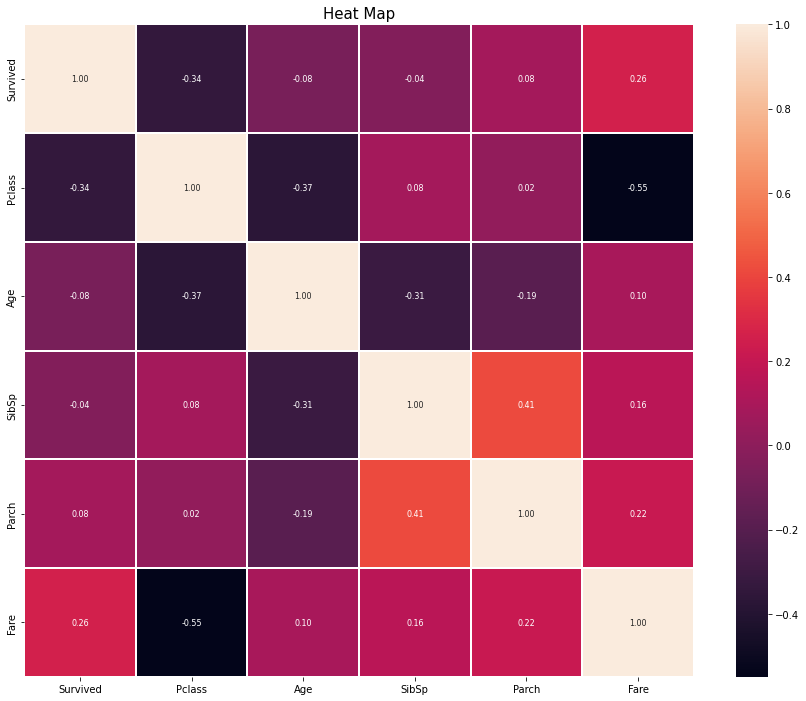 Heat Map
Survived 1.00 -0.34 -0.08 -0.04 0.08 0.26
Pclass -0.34 1.00 -0.37 0.08 0.02 -0.55
Age -0.08 -0.37 1.00 -0.31 -0.19 0.10
SibSp -0.04 0.08 -0.31 1.00 0.41 0.16
Parch 0.08 0.02 -0.19 0.41 1.00 0.22
Fare 0.26 -0.55 0.10 0.16 0.22 1.00
Survived Pclass Age SibSp Parch Fare
1.0
0.8
0.6
0.4
0.2
0.0
−0.2
−0.4